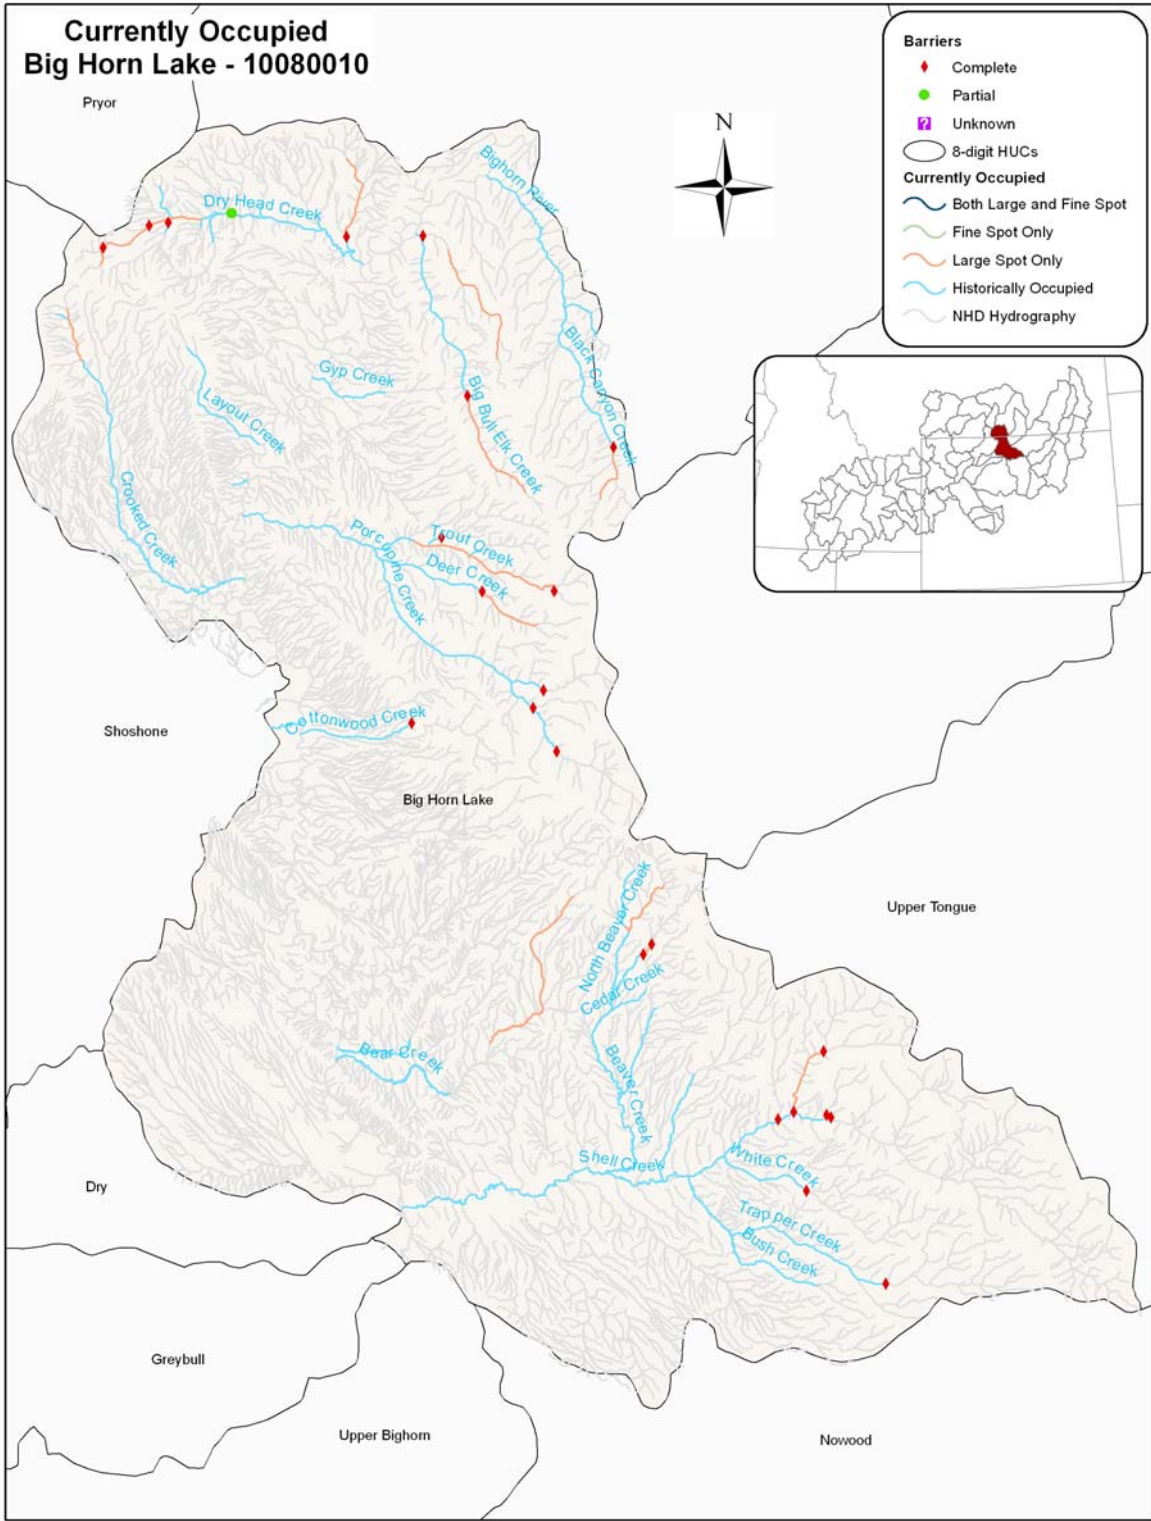 Currently Occupied
Big Horn Lake - 10080010
Pryor
N
Barriers
Complete
Partial
? Unknown
8-digit HUCs
Currently Occupied
Both Large and Fine Spot
Fine Spot Only
Large Spot Only
Historically Occupied
NHD Hydrography
Bighorn River
Dry Head Creek
Black Canyon Creek
Gyp Creek
Big Bull Elk Creek
Layout Creek
Crooked Creek
Porcupine Creek
Trout Creek
Deer Creek
Cottonwood Creek
Shoshone
Big Horn Lake
Upper Tongue
North Beaver Creek
Cedar Creek
Bear Creek
Beaver Creek
Shell Creek
White Creek
Dry
Trapper Creek
Bush Creek
Greybull
Upper Bighorn
Nowood